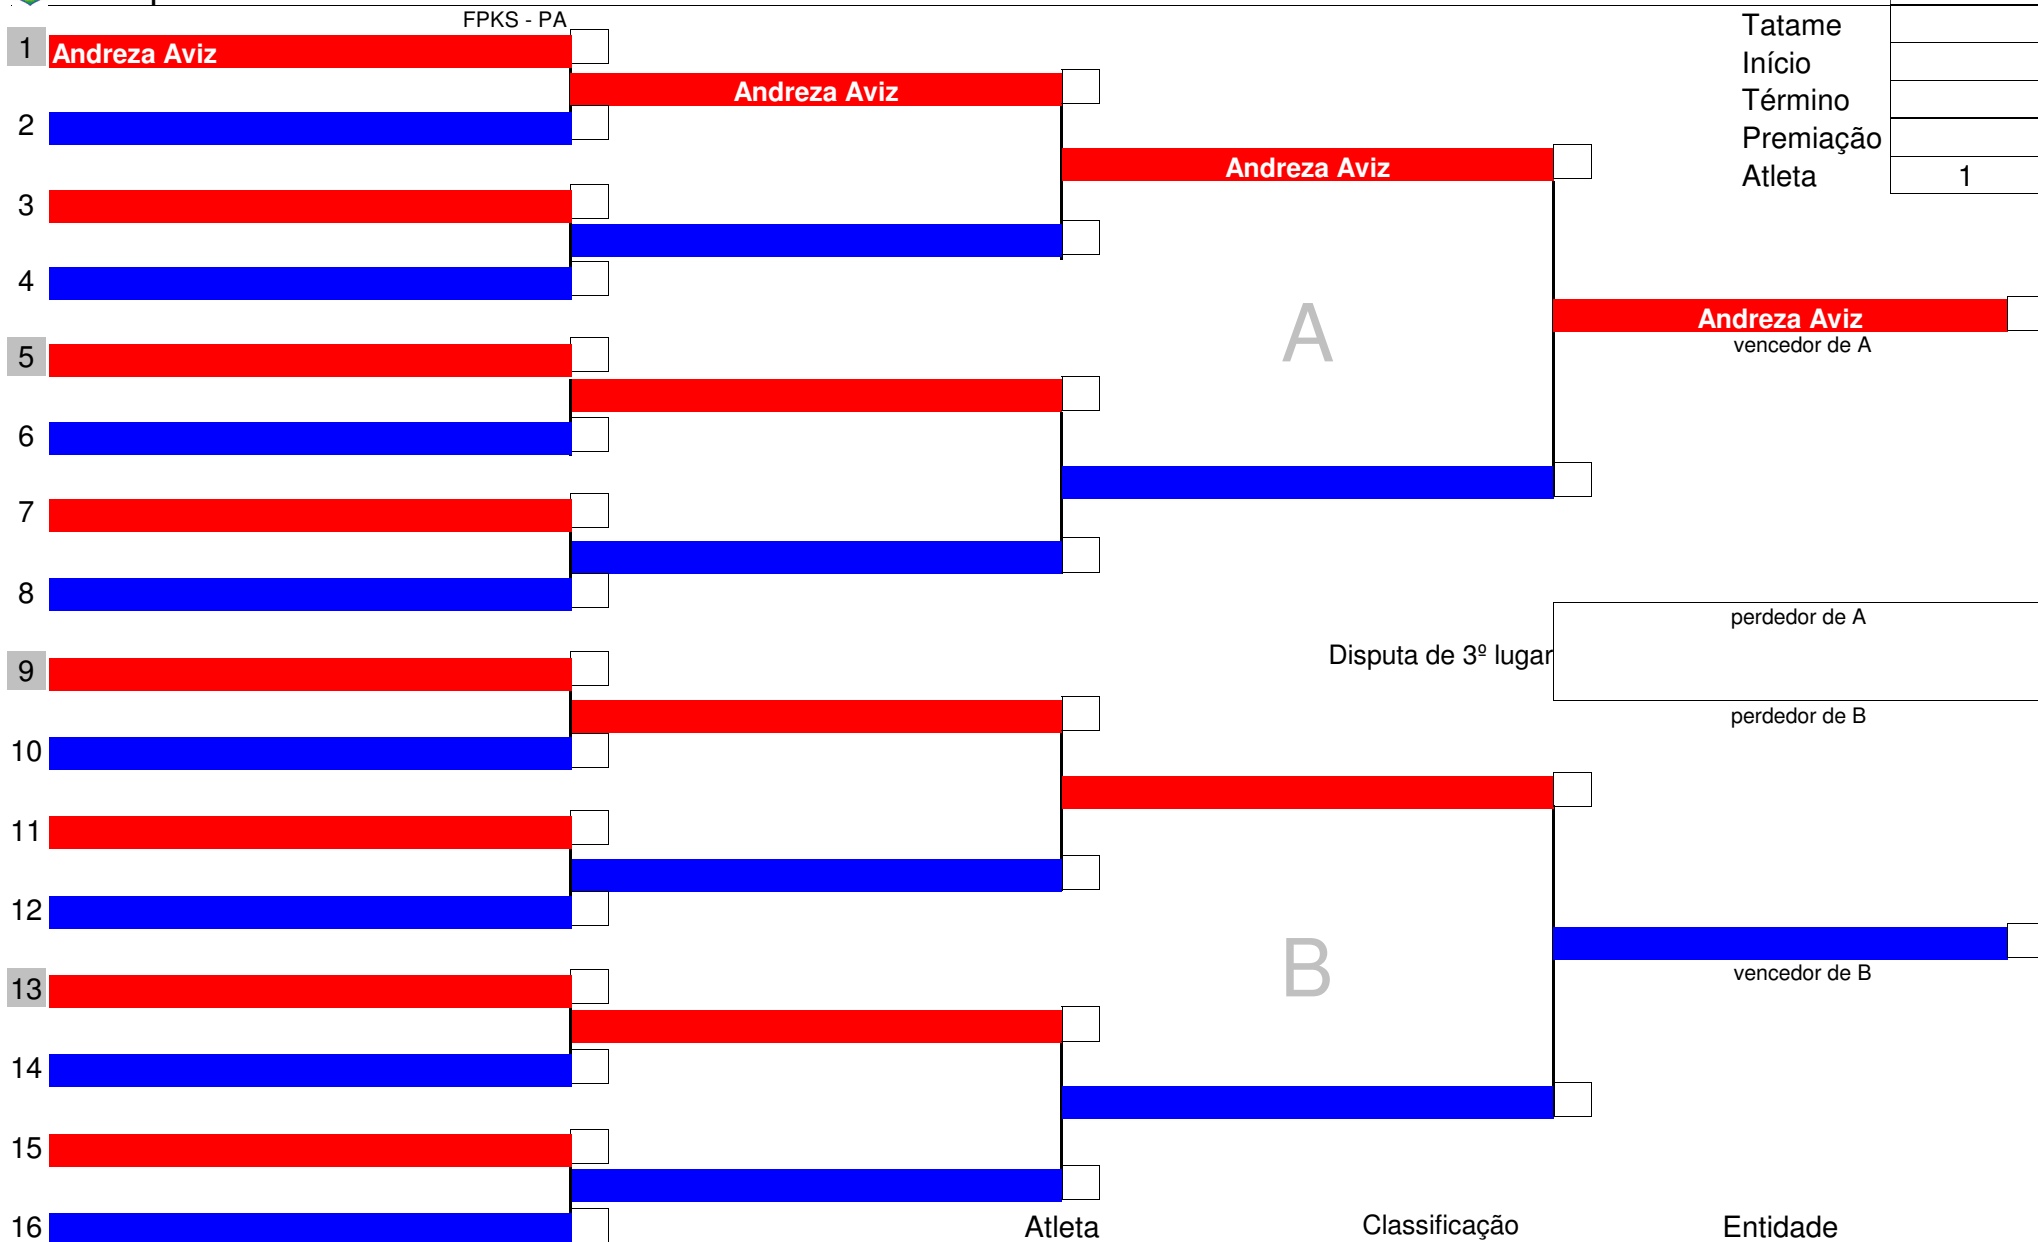 FPKS - PA
1 Andreza Aviz
Andreza Aviz
Andreza Aviz
Andreza Aviz
vencedor de A
Tatame
Início
Término
Premiação
Atleta 1
2
3
4
5
6
7
8
A
perdedor de A
Disputa de 3º lugar
perdedor de B
9
10
11
12
13
14
15
16
B
vencedor de B
Atleta Classificação Entidade